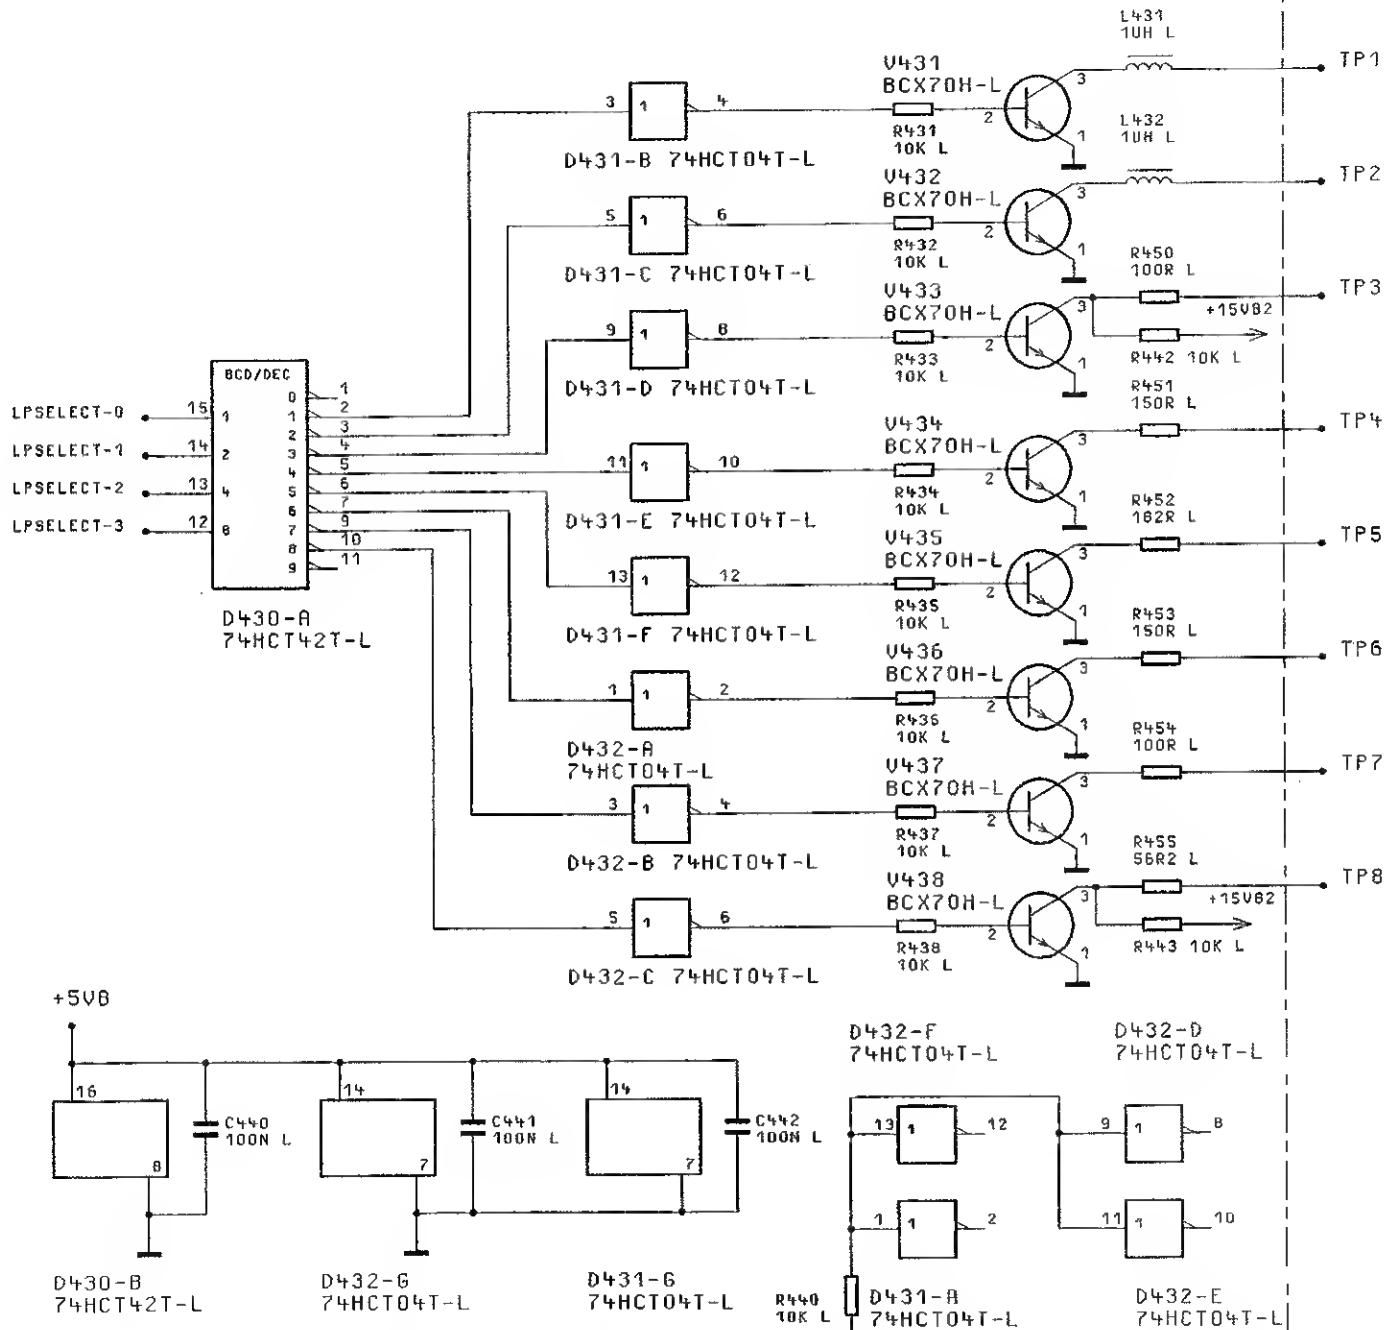 L431
1UH L
TP1
V431
BCX70H-L
3
3 1 4
2
1
R431
10K L
D431-B 74HCT04T-L
L432
1UH L
TP2
V432
BCX70H-L
3
5 1 6
2
1
R432
10K L
D431-C 74HCT04T-L
R450
100R L
TP3
V433
BCX70H-L
3
+15VB2
9 1 8
2
1
R442 10K L
R433
10K L
D431-D 74HCT04T-L
R451
150R L
TP4
V434
BCX70H-L
3
11 1 10
2
1
R434
10K L
D431-E 74HCT04T-L
R452
182R L
TP5
V435
BCX70H-L
3
13 1 12
2
1
R435
10K L
D431-F 74HCT04T-L
R453
150R L
TP6
V436
BCX70H-L
3
1 1 2
2
1
R436
10K L
D432-A
74HCT04T-L
R454
100R L
TP7
V437
BCX70H-L
3
3 1 4
2
1
R437
10K L
D432-B 74HCT04T-L
R455
56R2 L
TP8
V438
BCX70H-L
3
+15VB2
5 1 6
2
1
R443 10K L
R438
10K L
D432-C 74HCT04T-L
BCD/DEC
LPSELECT-0 15 1
LPSELECT-1 14 2
LPSELECT-2 13 4
LPSELECT-3 12 8
0 1
1 2
2 3
3 4
4 5
5 6
6 7
7 9
8 10
9 11
D430-A
74HCT42T-L
+5VB
16
8
C440
100N L
14
7
C441
100N L
14
7
C442
100N L
D430-B
74HCT42T-L
D432-G
74HCT04T-L
D431-G
74HCT04T-L
D432-F
74HCT04T-L
D432-D
74HCT04T-L
13 1 12
9 1 8
1 1 2
11 1 10
R440
10K L
D431-A
74HCT04T-L
D432-E
74HCT04T-L